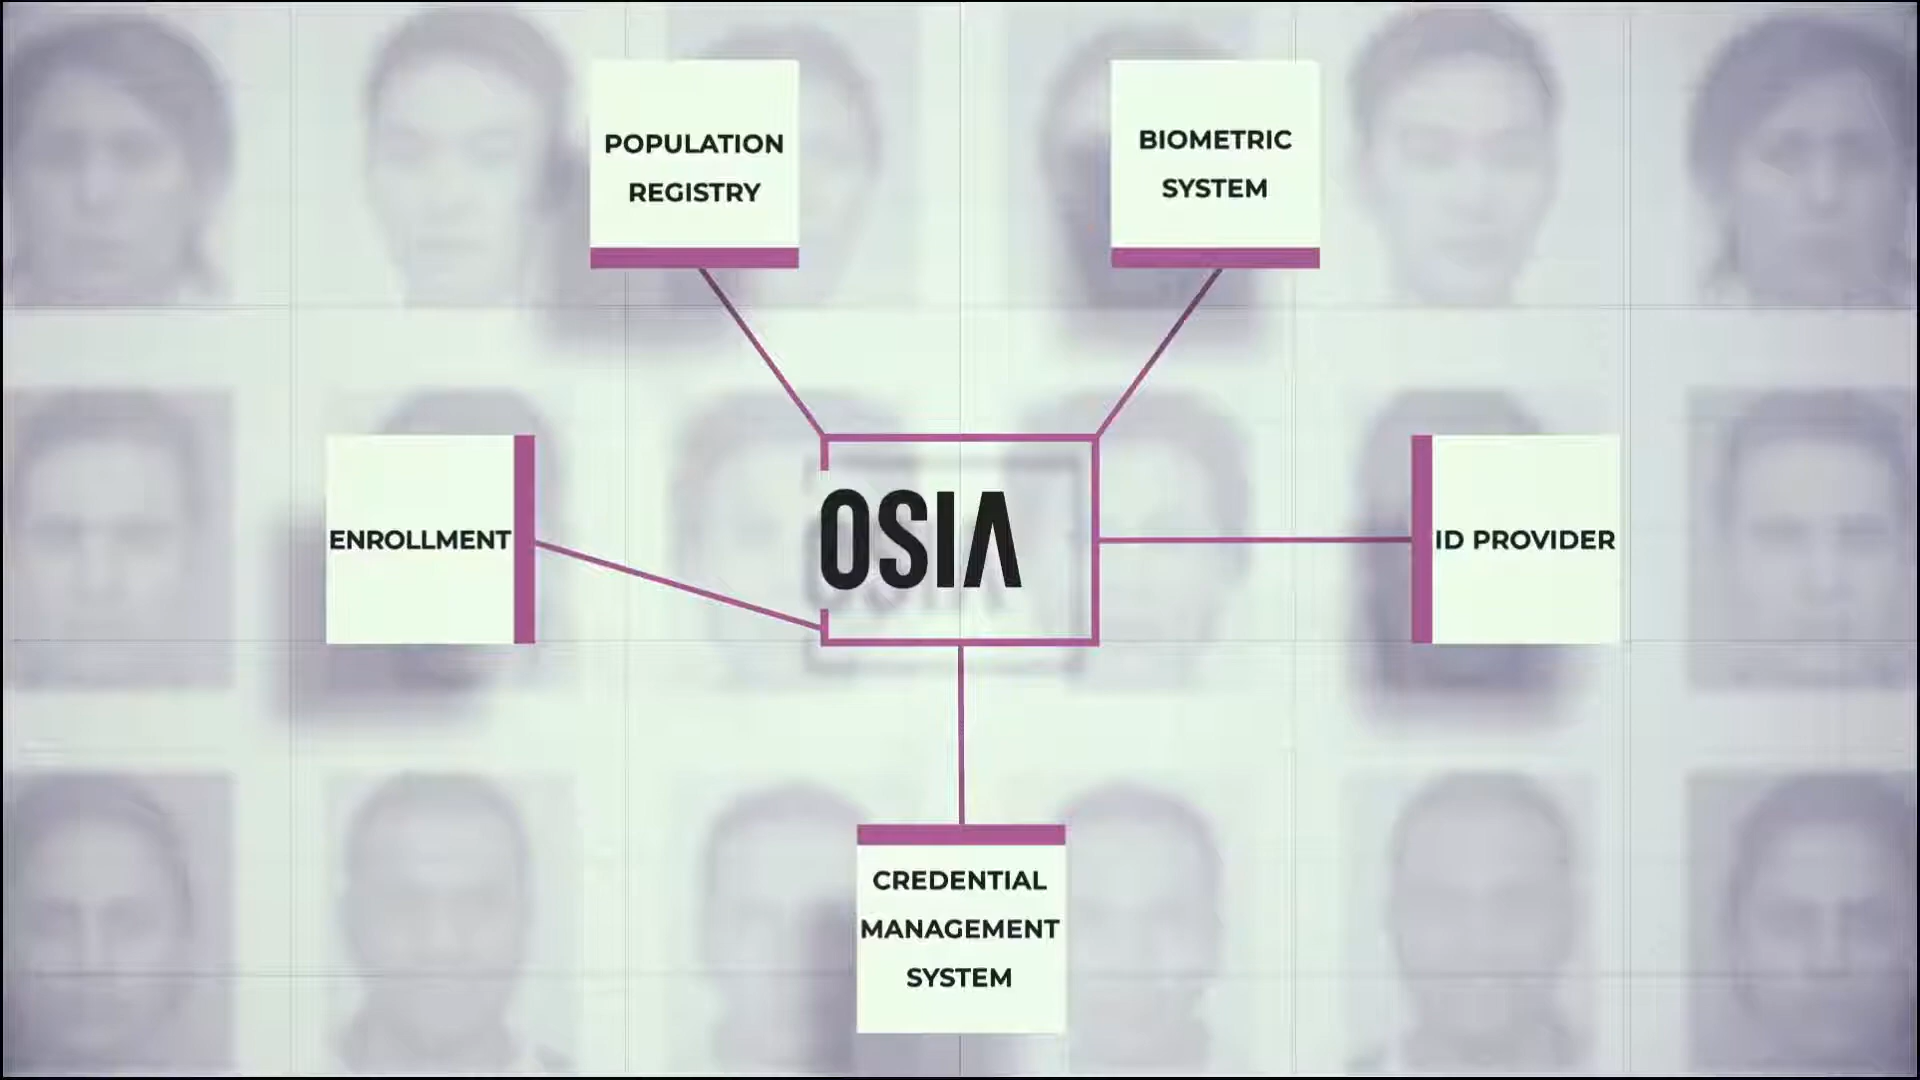 POPULATION
REGISTRY
BIOMETRIC
SYSTEM
ENROLLMENT
OSIA
ID PROVIDER
CREDENTIAL
MANAGEMENT
SYSTEM